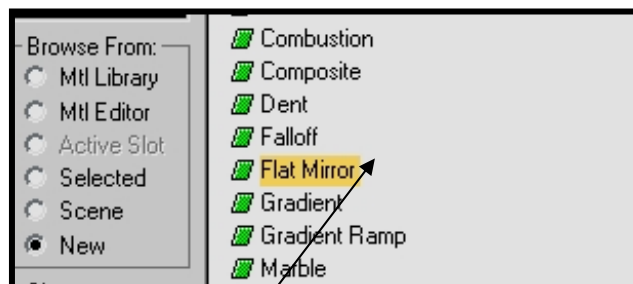 Browse From:
Mtl Library
Mtl Editor
Active Slot
Selected
Scene
New
Combustion
Composite
Dent
Falloff
Flat Mirror
Gradient
Gradient Ramp
Marble